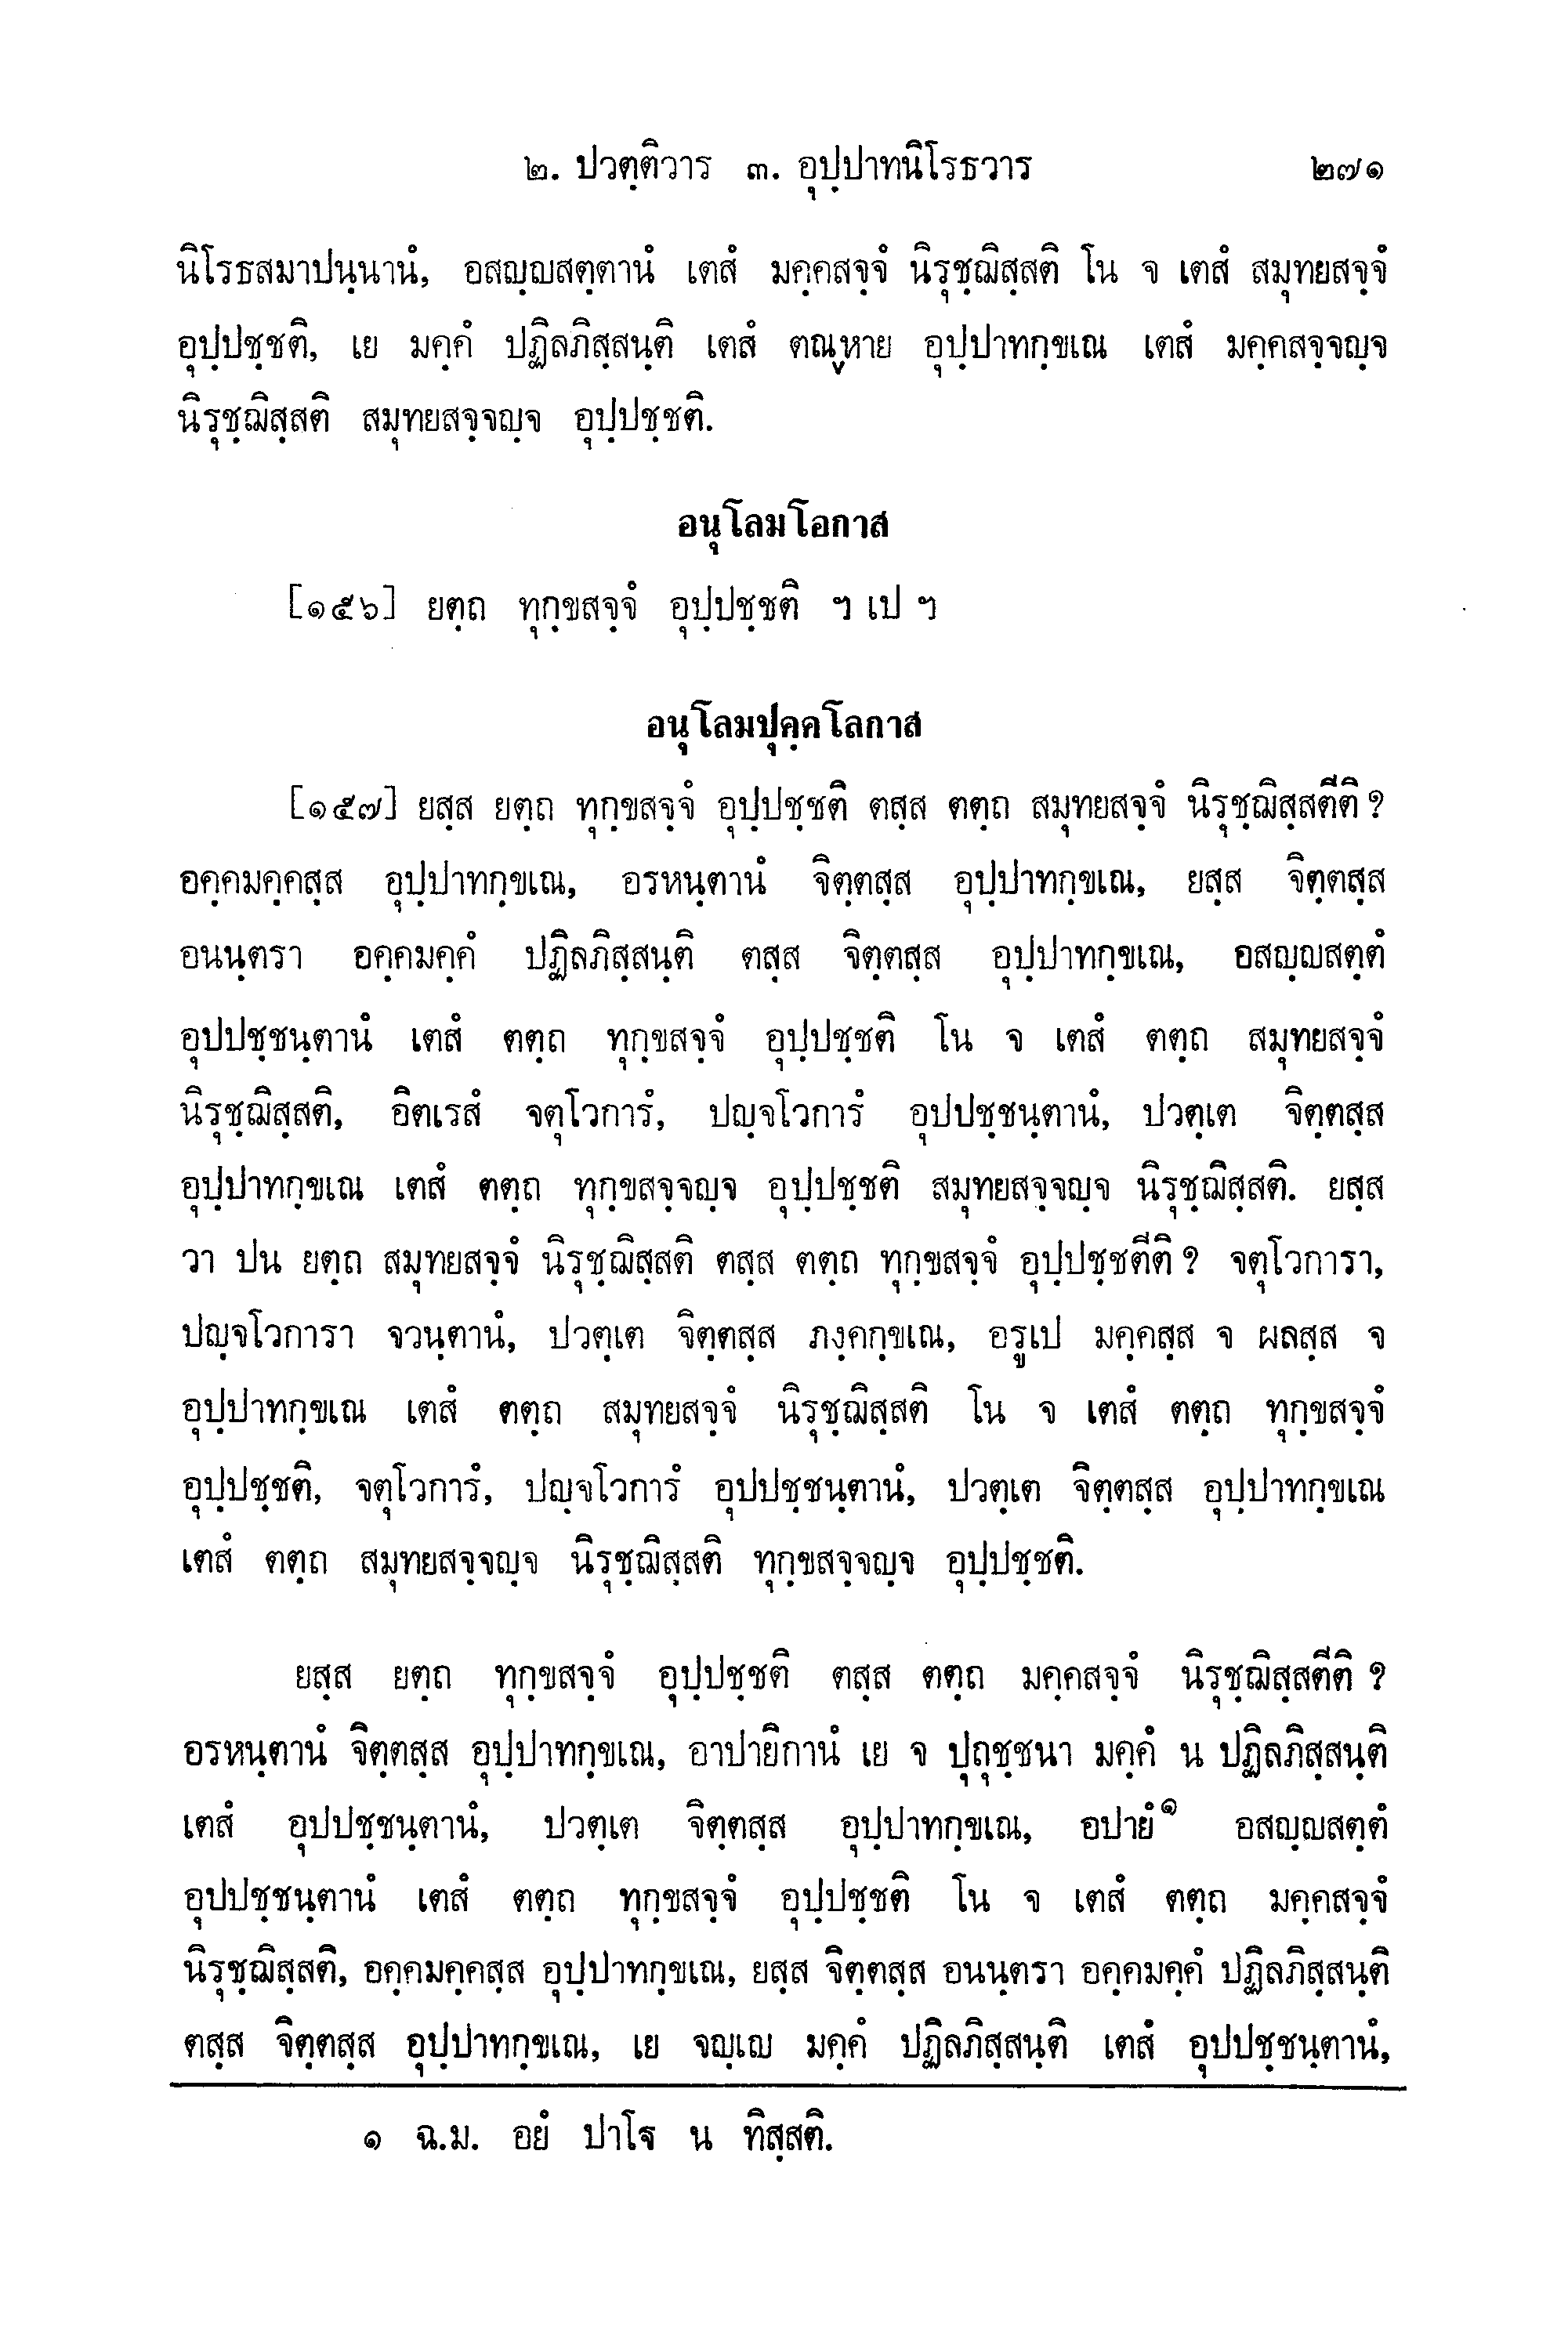 ๒. ปวตฺติวาร ๓. อุปฺปาทนิโรธวาร ๒๗๑
นิโรธสมาปนฺนานํ, อสญฺญสตฺตานํ เตสํ มคฺคสจฺจํ นิรุชฺฌิสฺสติ โน จ เตสํ สมุทยสจฺจํ
อุปฺปชฺชติ, เย มคฺคํ ปฏิลภิสฺสนฺติ เตสํ ตณฺหาย อุปฺปาทกฺขเณ เตสํ มคฺคสจฺจญฺจ
นิรุชฺฌิสฺสติ สมุทยสจฺจญฺจ อุปฺปชฺชติ.
อนุโลมโอกาส
[๑๕๖] ยตฺถ ทุกฺขสจฺจํ อุปฺปชฺชติ ฯ เป ฯ
อนุโลมปุคฺคโลกาส
[๑๕๗] ยสฺส ยตฺถ ทุกฺขสจฺจํ อุปฺปชฺชติ ตสฺส ตตฺถ สมุทยสจฺจํ นิรุชฺฌิสฺสตีติ ?
อคฺคมคฺคสฺส อุปฺปาทกฺขเณ, อรหนฺตานํ จิตฺตสฺส อุปฺปาทกฺขเณ, ยสฺส จิตฺตสฺส
อนนฺตรา อคฺคมคฺคํ ปฏิลภิสฺสนฺติ ตสฺส จิตฺตสฺส อุปฺปาทกฺขเณ, อสญฺญสตฺตํ
อุปปชฺชนฺตานํ เตสํ ตตฺถ ทุกฺขสจฺจํ อุปฺปชฺชติ โน จ เตสํ ตตฺถ สมุทยสจฺจํ
นิรุชฺฌิสฺสติ, อิตเรสํ จตุโวการํ, ปญฺจโวการํ อุปปชฺชนฺตานํ, ปวตฺเต จิตฺตสฺส
อุปฺปาทกฺขเณ เตสํ ตตฺถ ทุกฺขสจฺจญฺจ อุปฺปชฺชติ สมุทยสจฺจญฺจ นิรุชฺฌิสฺสติ. ยสฺส
วา ปน ยตฺถ สมุทยสจฺจํ นิรุชฺฌิสฺสติ ตสฺส ตตฺถ ทุกฺขสจฺจํ อุปฺปชฺชตีติ ? จตุโวการา,
ปญฺจโวการา จวนฺตานํ, ปวตฺเต จิตฺตสฺส ภงฺคกฺขเณ, อรูเป มคฺคสฺส จ ผลสฺส จ
อุปฺปาทกฺขเณ เตสํ ตตฺถ สมุทยสจฺจํ นิรุชฺฌิสฺสติ โน จ เตสํ ตตฺถ ทุกฺขสจฺจํ
อุปฺปชฺชติ, จตุโวการํ, ปญฺจโวการํ อุปปชฺชนฺตานํ, ปวตฺเต จิตฺตสฺส อุปฺปาทกฺขเณ
เตสํ ตตฺถ สมุทยสจฺจญฺจ นิรุชฺฌิสฺสติ ทุกฺขสจฺจญฺจ อุปฺปชฺชติ.
ยสฺส ยตฺถ ทุกฺขสจฺจํ อุปฺปชฺชติ ตสฺส ตตฺถ มคฺคสจฺจํ นิรุชฺฌิสฺสตีติ ?
อรหนฺตานํ จิตฺตสฺส อุปฺปาทกฺขเณ, อาปายิกานํ เย จ ปุถุชฺชนา มคฺคํ น ปฏิลภิสฺสนฺติ
เตสํ อุปปชฺชนฺตานํ, ปวตฺเต จิตฺตสฺส อุปฺปาทกฺขเณ, อปายํ๑ อสญฺญสตฺตํ
อุปปชฺชนฺตานํ เตสํ ตตฺถ ทุกฺขสจฺจํ อุปฺปชฺชติ โน จ เตสํ ตตฺถ มคฺคสจฺจํ
นิรุชฺฌิสฺสติ, อคฺคมคฺคสฺส อุปฺปาทกฺขเณ, ยสฺส จิตฺตสฺส อนนฺตรา อคฺคมคฺคํ ปฏิลภิสฺสนฺติ
ตสฺส จิตฺตสฺส อุปฺปาทกฺขเณ, เย จญฺเญ มคฺคํ ปฏิลภิสฺสนฺติ เตสํ อุปปชฺชนฺตานํ,
๑ ฉ.ม. อยํ ปาโฐ น ทิสฺสติ.